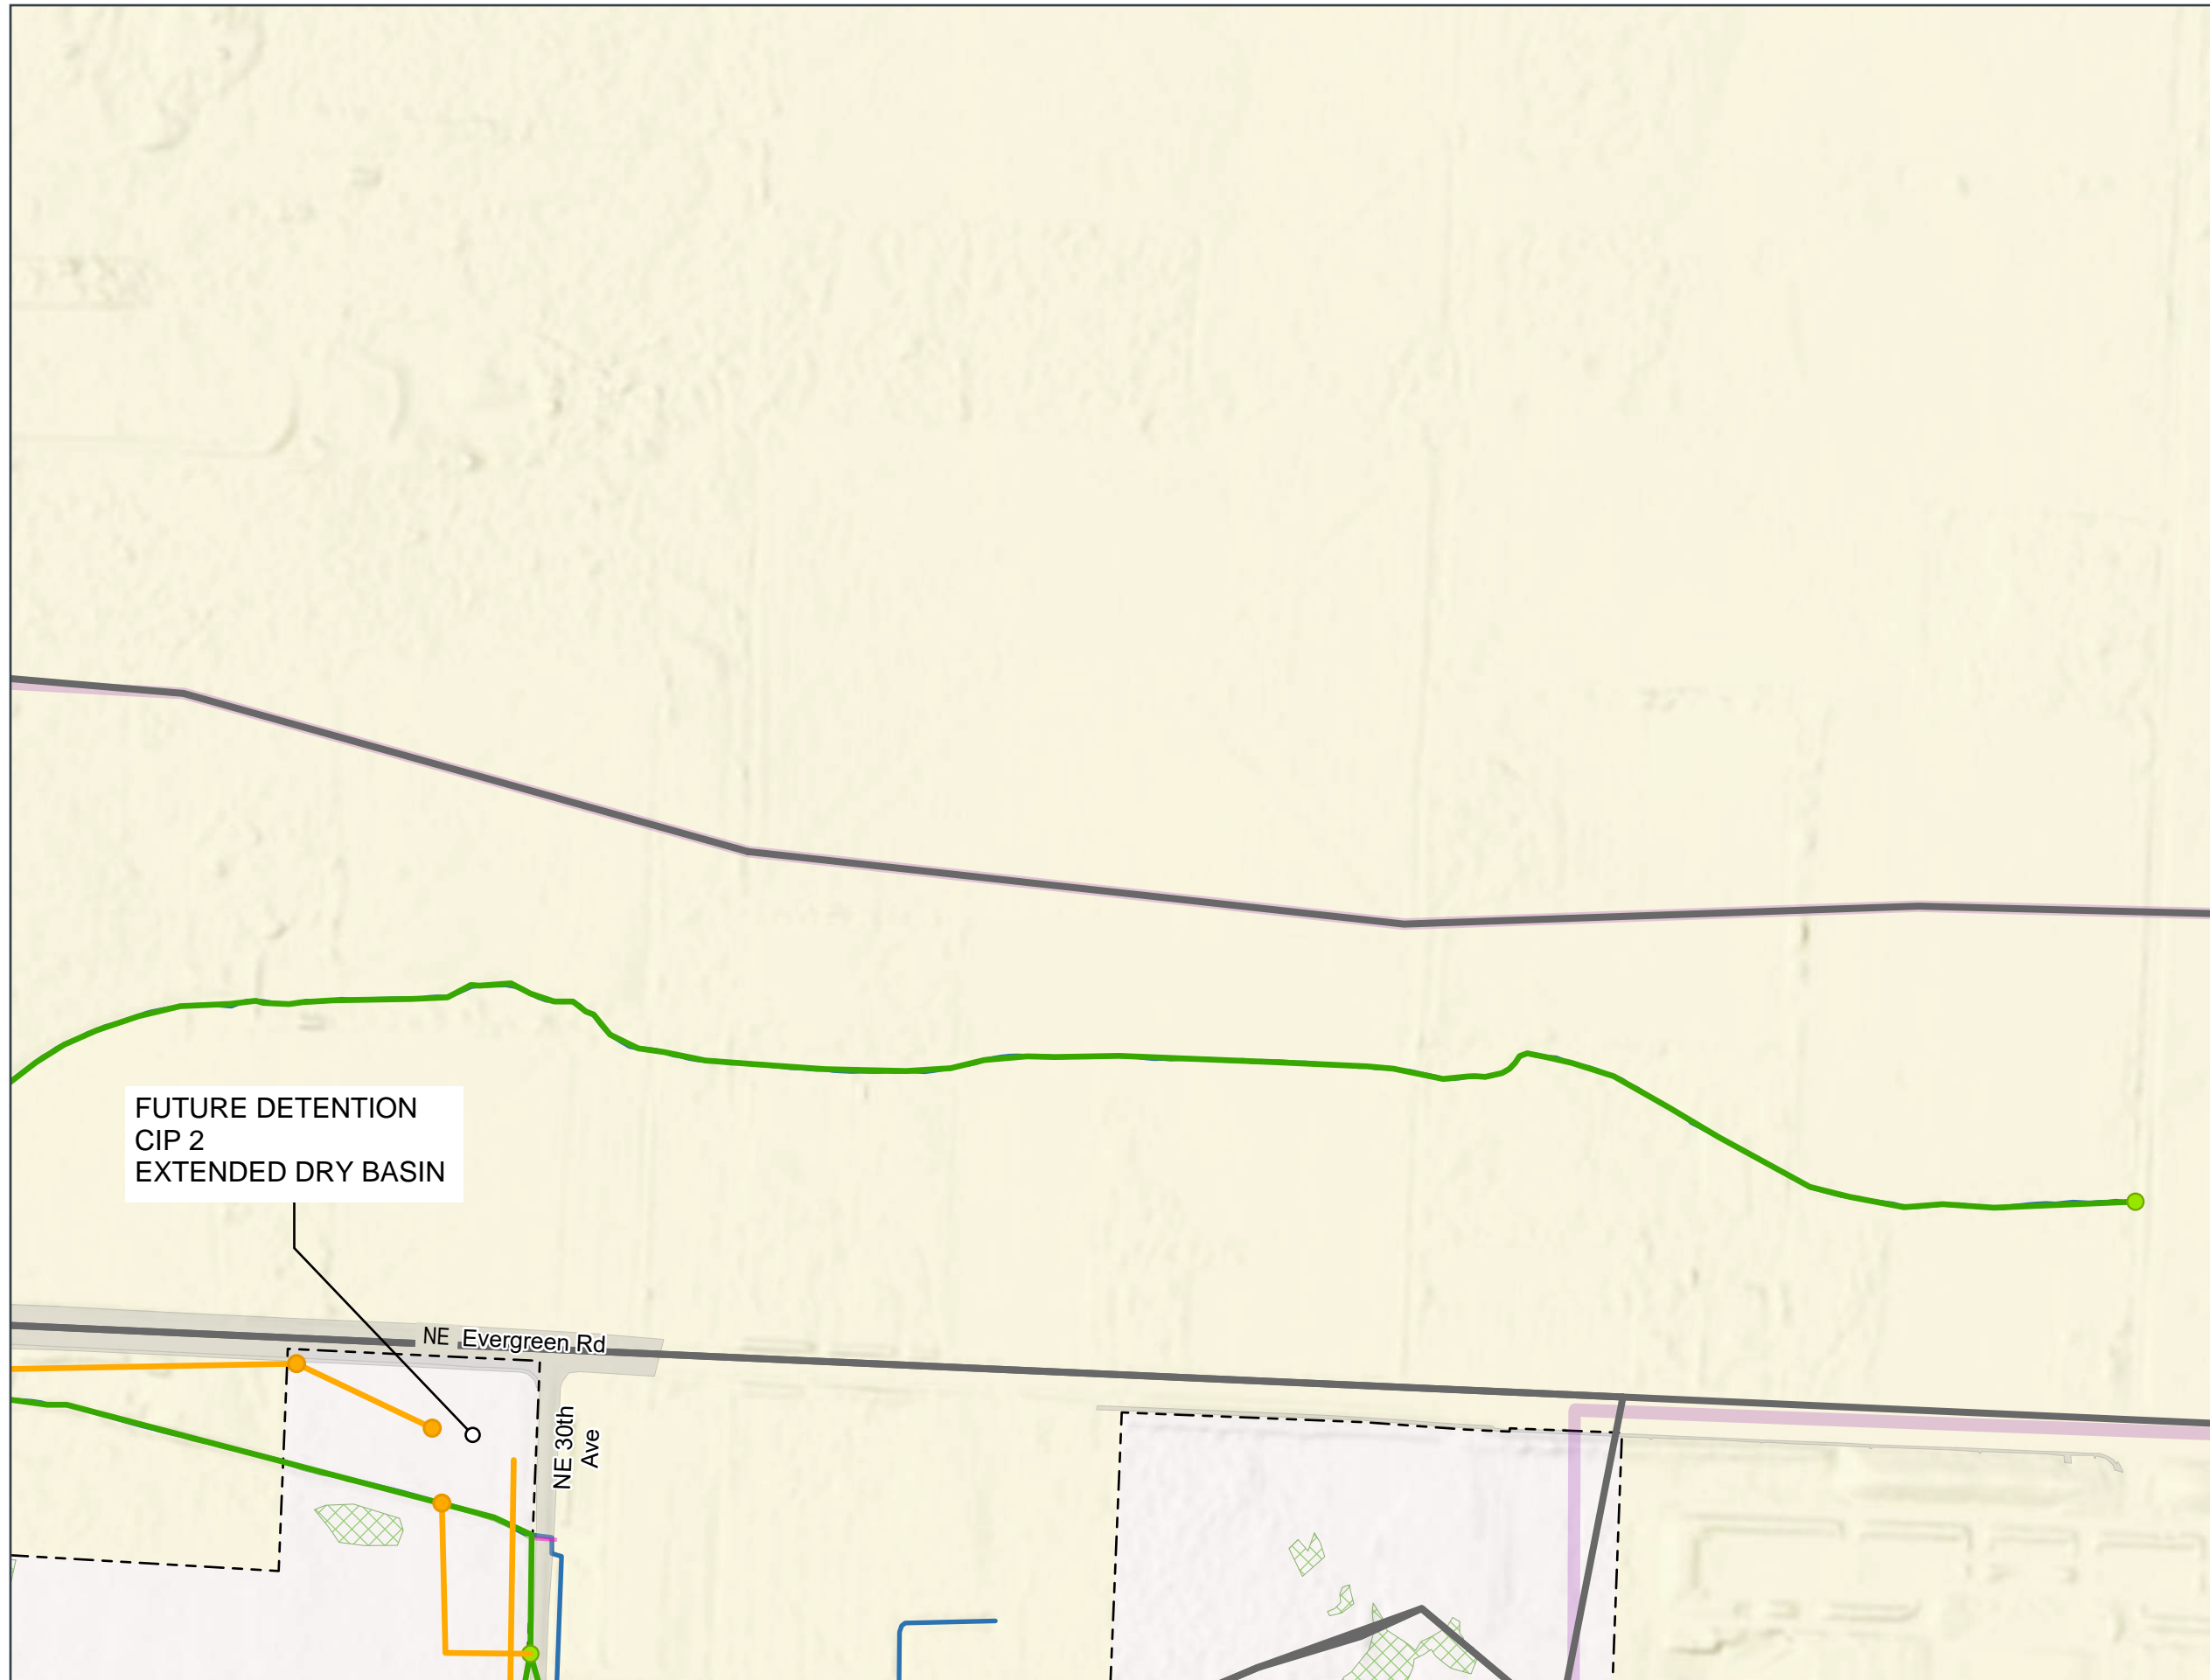 FUTURE DETENTION
CIP 2
EXTENDED DRY BASIN
NE Evergreen Rd
NE 30th
Ave